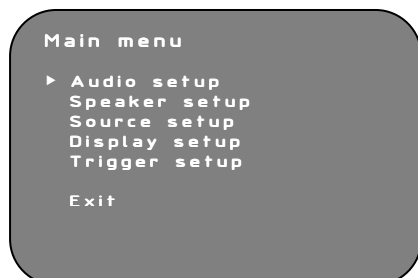 Main menu
Audio setup
Speaker setup
Source setup
Display setup
Trigger setup
Exit